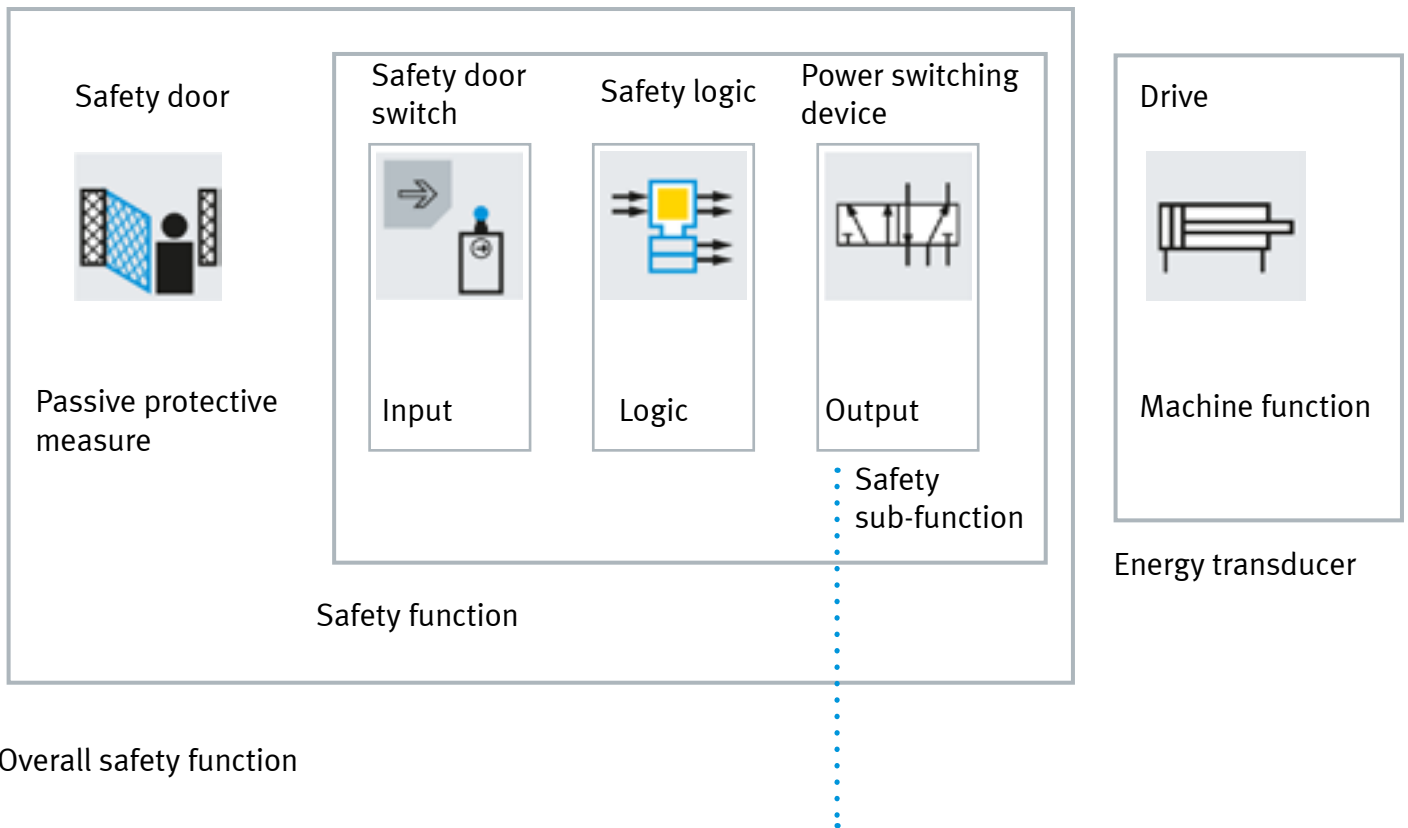 Safety door
Safety door
switch
Safety logic
Power switching
device
Drive
Passive protective
measure
Input
Logic
Output
Machine function
Safety
sub-function
Energy transducer
Safety function
Overall safety function